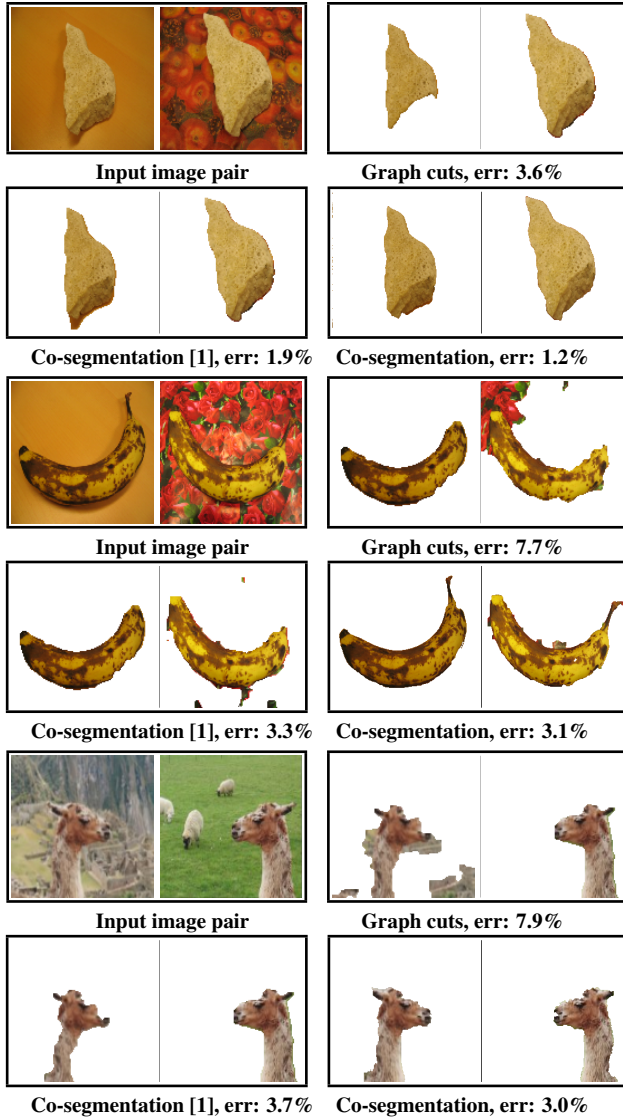 Input image pair
Graph cuts, err: 3.6%
Co-segmentation [1], err: 1.9%
Co-segmentation, err: 1.2%
Input image pair
Graph cuts, err: 7.7%
Co-segmentation [1], err: 3.3%
Co-segmentation, err: 3.1%
Input image pair
Graph cuts, err: 7.9%
Co-segmentation [1], err: 3.7%
Co-segmentation, err: 3.0%